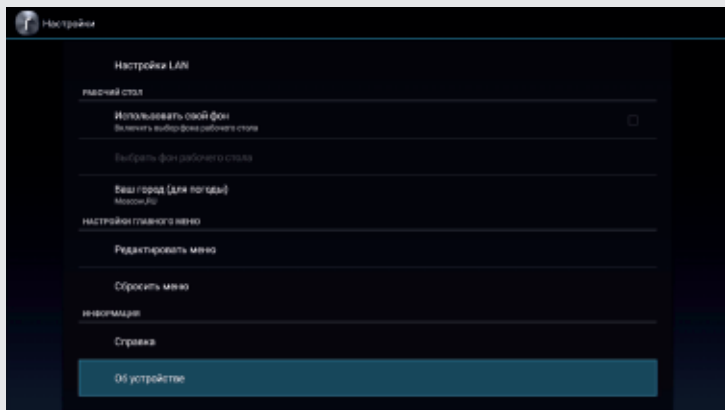 Настройки
Настройки LAN
РАБОЧИЙ СТОЛ
Использовать свой фон
Включить выбор фона рабочего стола
Выбрать фон рабочего стола
Ваш город (для погоды)
Moscow,RU
НАСТРОЙКИ ГЛАВНОГО МЕНЮ
Редактировать меню
Сбросить меню
ИНФОРМАЦИЯ
Справка
Об устройстве